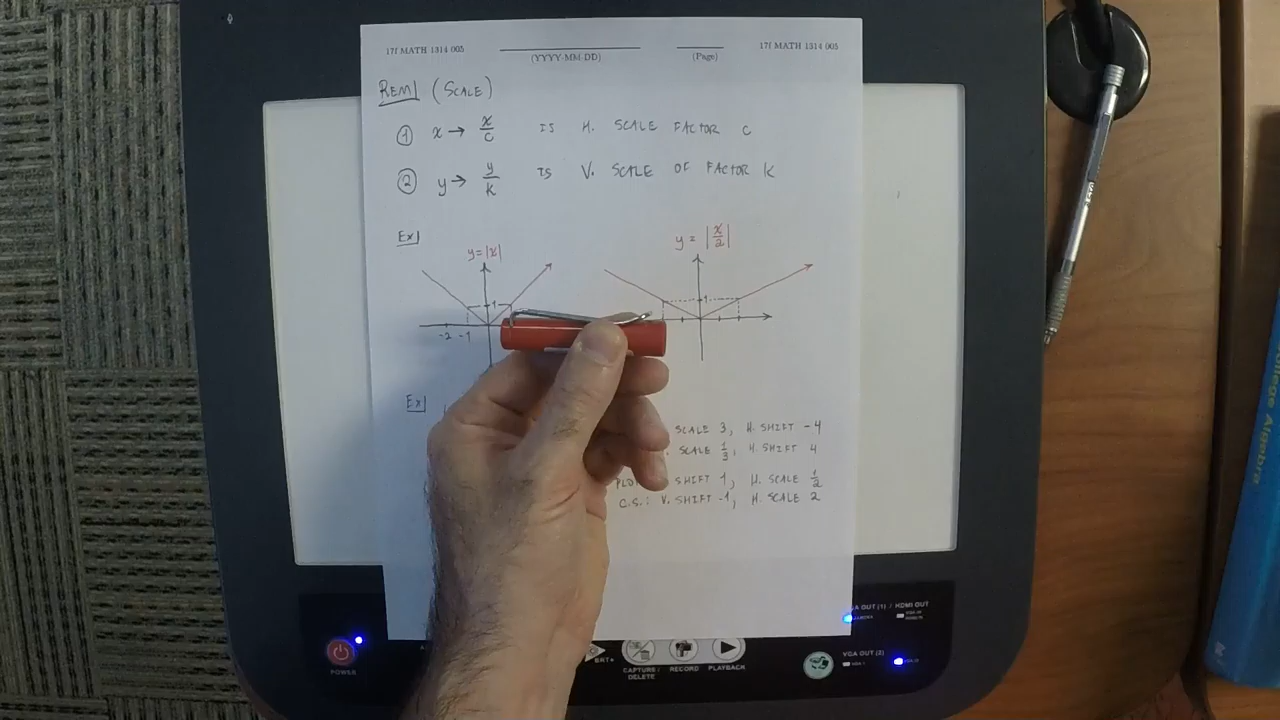 17f MATH 1314 005 (YYYY-MM-DD) (Page) 17f MATH 1314 005
REM (SCALE)
① x → x/c IS H. SCALE FACTOR c
② y → y/k IS V. SCALE OF FACTOR k
Ex
y = |x|
1
-2 -1
y = |x/2|
1
Ex
SCALE 3, H. SHIFT -4
SCALE 1/3, H. SHIFT 4
SHIFT 1, H. SCALE 1/2
C.S.: V. SHIFT -1, H. SCALE 2
POWER
BRT+
CAPTURE / DELETE
RECORD
PLAYBACK
VGA OUT (1) / HDMI OUT
VGA OUT (2)
College Algebra